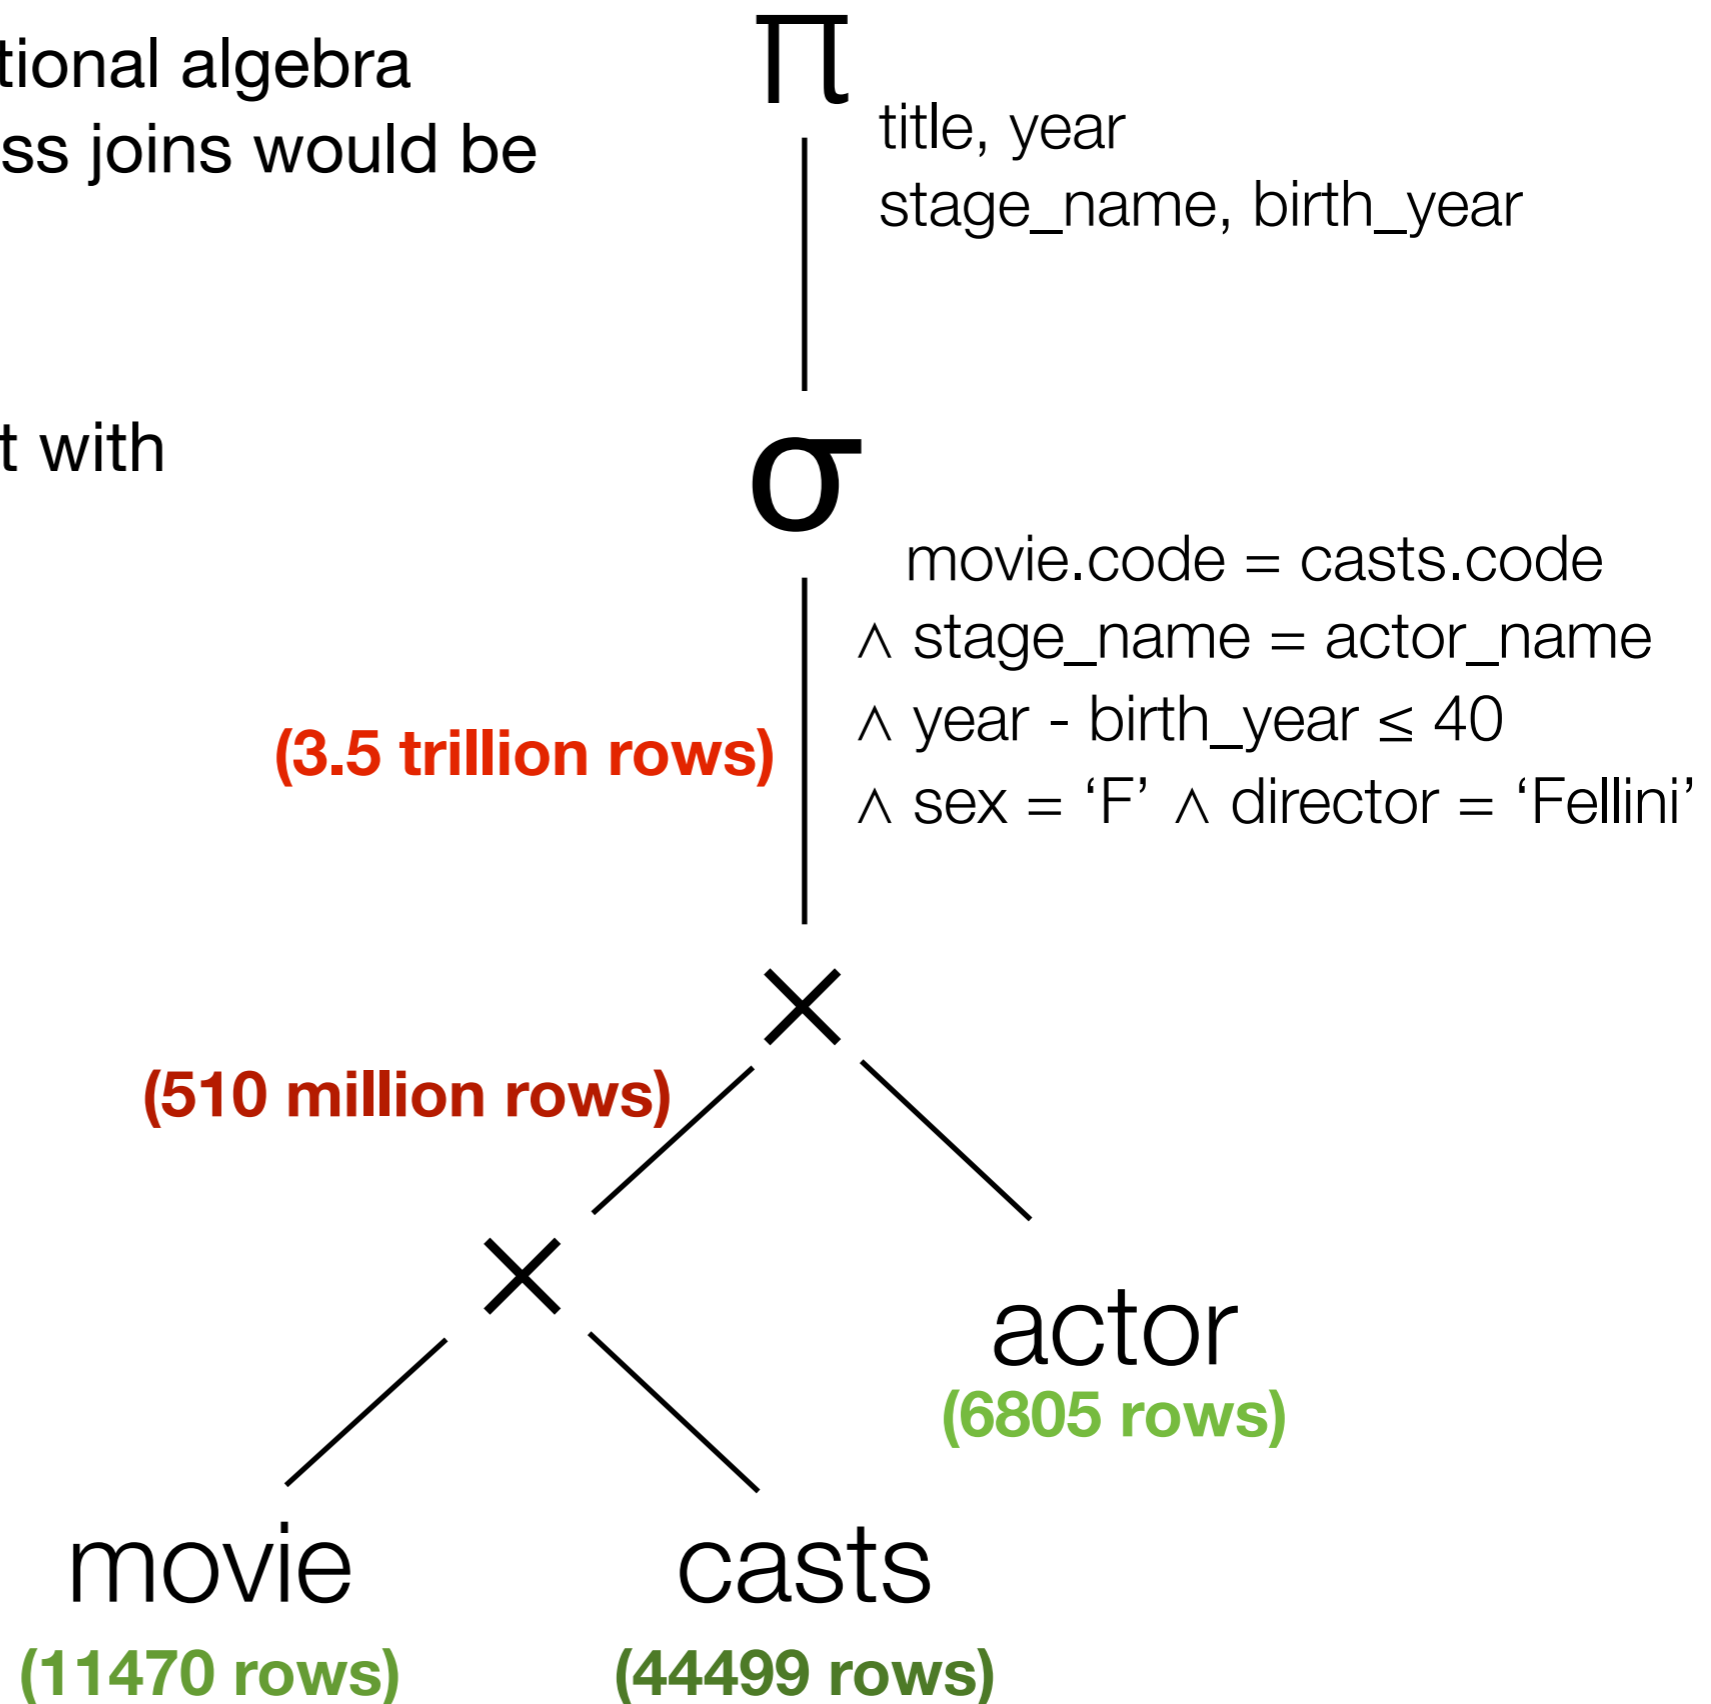 tional algebra
ss joins would be
t with
π
title, year
stage_name, birth_year
σ
movie.code = casts.code
∧ stage_name = actor_name
∧ year - birth_year ≤ 40
∧ sex = ‘F’ ∧ director = ‘Fellini’
(3.5 trillion rows)
×
(510 million rows)
×
actor
(6805 rows)
movie
(11470 rows)
casts
(44499 rows)